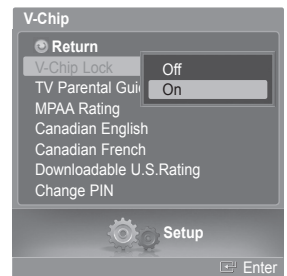 V-Chip
Return
V-Chip Lock
Off
TV Parental Gui
On
MPAA Rating
Canadian English
Canadian French
Downloadable U.S.Rating
Change PIN
Setup
Enter